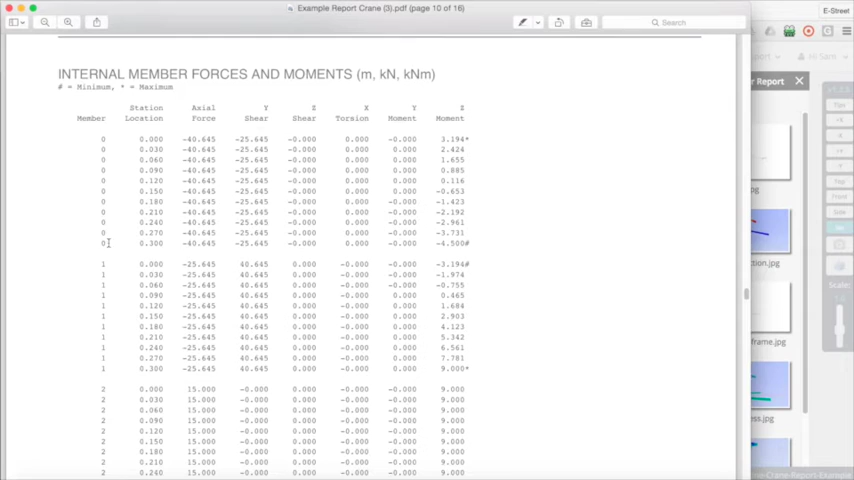 Example Report Crane (3).pdf (page 10 of 16)
E-Street
Search
Hi Sam
INTERNAL MEMBER FORCES AND MOMENTS (m, kN, kNm)
# = Minimum, * = Maximum
Station Axial Y Z X Y Z
Member Location Force Shear Shear Torsion Moment Moment
0 0.000 -40.645 -25.645 -0.000 0.000 -0.000 3.194*
0 0.030 -40.645 -25.645 -0.000 0.000 0.000 2.424
0 0.060 -40.645 -25.645 -0.000 0.000 0.000 1.655
0 0.090 -40.645 -25.645 -0.000 0.000 0.000 0.885
0 0.120 -40.645 -25.645 -0.000 0.000 0.000 0.116
0 0.150 -40.645 -25.645 -0.000 0.000 0.000 -0.653
0 0.180 -40.645 -25.645 -0.000 0.000 -0.000 -1.423
0 0.210 -40.645 -25.645 -0.000 0.000 -0.000 -2.192
0 0.240 -40.645 -25.645 -0.000 0.000 -0.000 -2.961
0 0.270 -40.645 -25.645 -0.000 0.000 -0.000 -3.731
0 0.300 -40.645 -25.645 -0.000 0.000 -0.000 -4.500#
1 0.000 -25.645 40.645 0.000 -0.000 -0.000 -3.194#
1 0.030 -25.645 40.645 0.000 -0.000 -0.000 -1.974
1 0.060 -25.645 40.645 0.000 -0.000 -0.000 -0.755
1 0.090 -25.645 40.645 0.000 -0.000 0.000 0.465
1 0.120 -25.645 40.645 0.000 -0.000 0.000 1.684
1 0.150 -25.645 40.645 0.000 -0.000 0.000 2.903
1 0.180 -25.645 40.645 0.000 -0.000 0.000 4.123
1 0.210 -25.645 40.645 0.000 -0.000 0.000 5.342
1 0.240 -25.645 40.645 0.000 -0.000 0.000 6.561
1 0.270 -25.645 40.645 0.000 -0.000 0.000 7.781
1 0.300 -25.645 40.645 0.000 -0.000 0.000 9.000*
2 0.000 15.000 -0.000 0.000 -0.000 0.000 9.000
2 0.030 15.000 -0.000 0.000 -0.000 0.000 9.000
2 0.060 15.000 -0.000 0.000 -0.000 0.000 9.000
2 0.090 15.000 -0.000 0.000 -0.000 0.000 9.000
2 0.120 15.000 -0.000 0.000 -0.000 0.000 9.000
2 0.150 15.000 -0.000 0.000 -0.000 0.000 9.000
2 0.180 15.000 -0.000 0.000 -0.000 0.000 9.000
2 0.210 15.000 -0.000 0.000 -0.000 0.000 9.000
2 0.240 15.000 -0.000 0.000 -0.000 0.000 9.000
er Report
pg
ction.jpg
frame.jpg
ess.jpg
Scale: